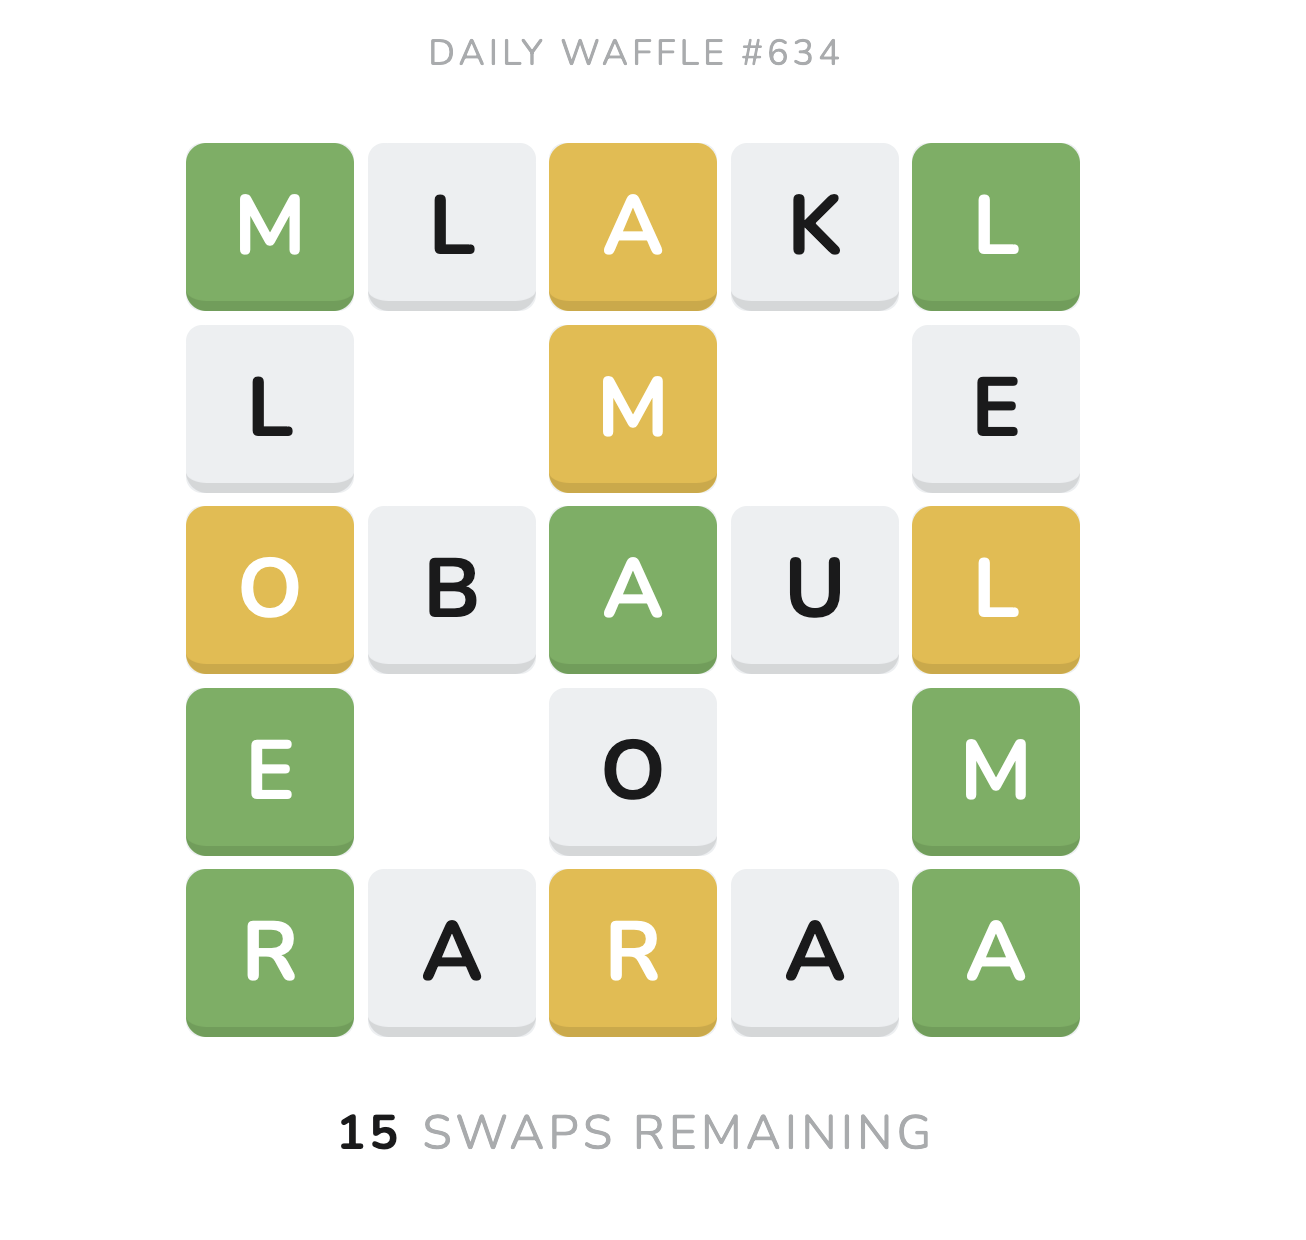 DAILY WAFFLE #634
M L A K L
L M E
O B A U L
E O M
R A R A A
15 SWAPS REMAINING